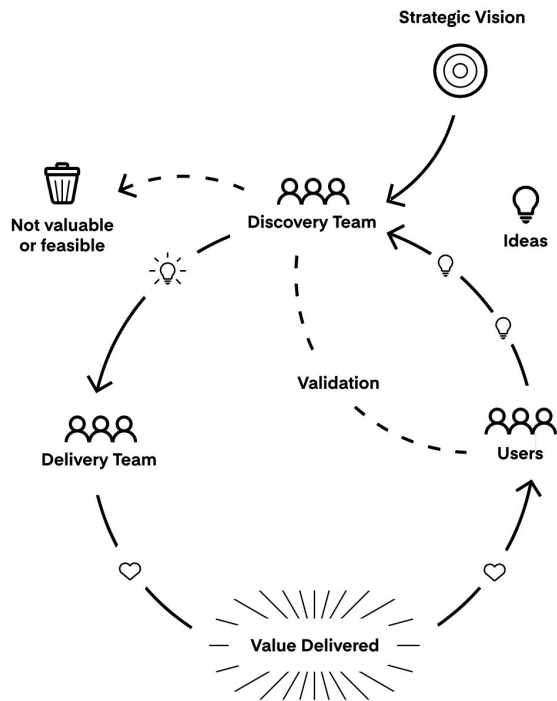 Strategic Vision
Not valuable
or feasible
Discovery Team
Ideas
Validation
Delivery Team
Users
Value Delivered